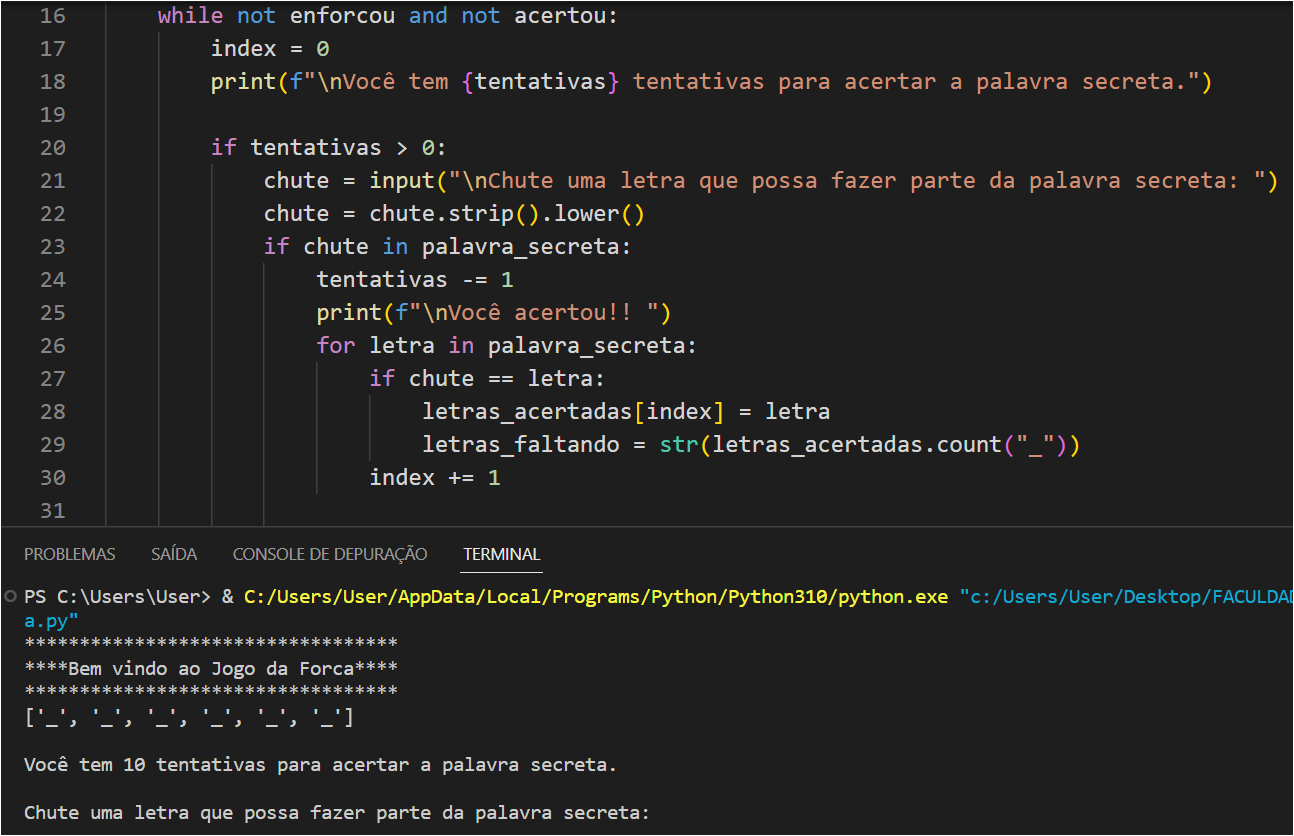 16 while not enforcou and not acertou:
17 index = 0
18 print(f"\nVocê tem {tentativas} tentativas para acertar a palavra secreta.")
19
20 if tentativas > 0:
21 chute = input("\nChute uma letra que possa fazer parte da palavra secreta: ")
22 chute = chute.strip().lower()
23 if chute in palavra_secreta:
24 tentativas -= 1
25 print(f"\nVocê acertou!! ")
26 for letra in palavra_secreta:
27 if chute == letra:
28 letras_acertadas[index] = letra
29 letras_faltando = str(letras_acertadas.count("_"))
30 index += 1
31
PROBLEMAS SAÍDA CONSOLE DE DEPURAÇÃO TERMINAL
PS C:\Users\User> & C:/Users/User/AppData/Local/Programs/Python/Python310/python.exe "c:/Users/User/Desktop/FACULDAD
a.py"
**********************************
****Bem vindo ao Jogo da Forca****
**********************************
['_', '_', '_', '_', '_', '_']
Você tem 10 tentativas para acertar a palavra secreta.
Chute uma letra que possa fazer parte da palavra secreta: